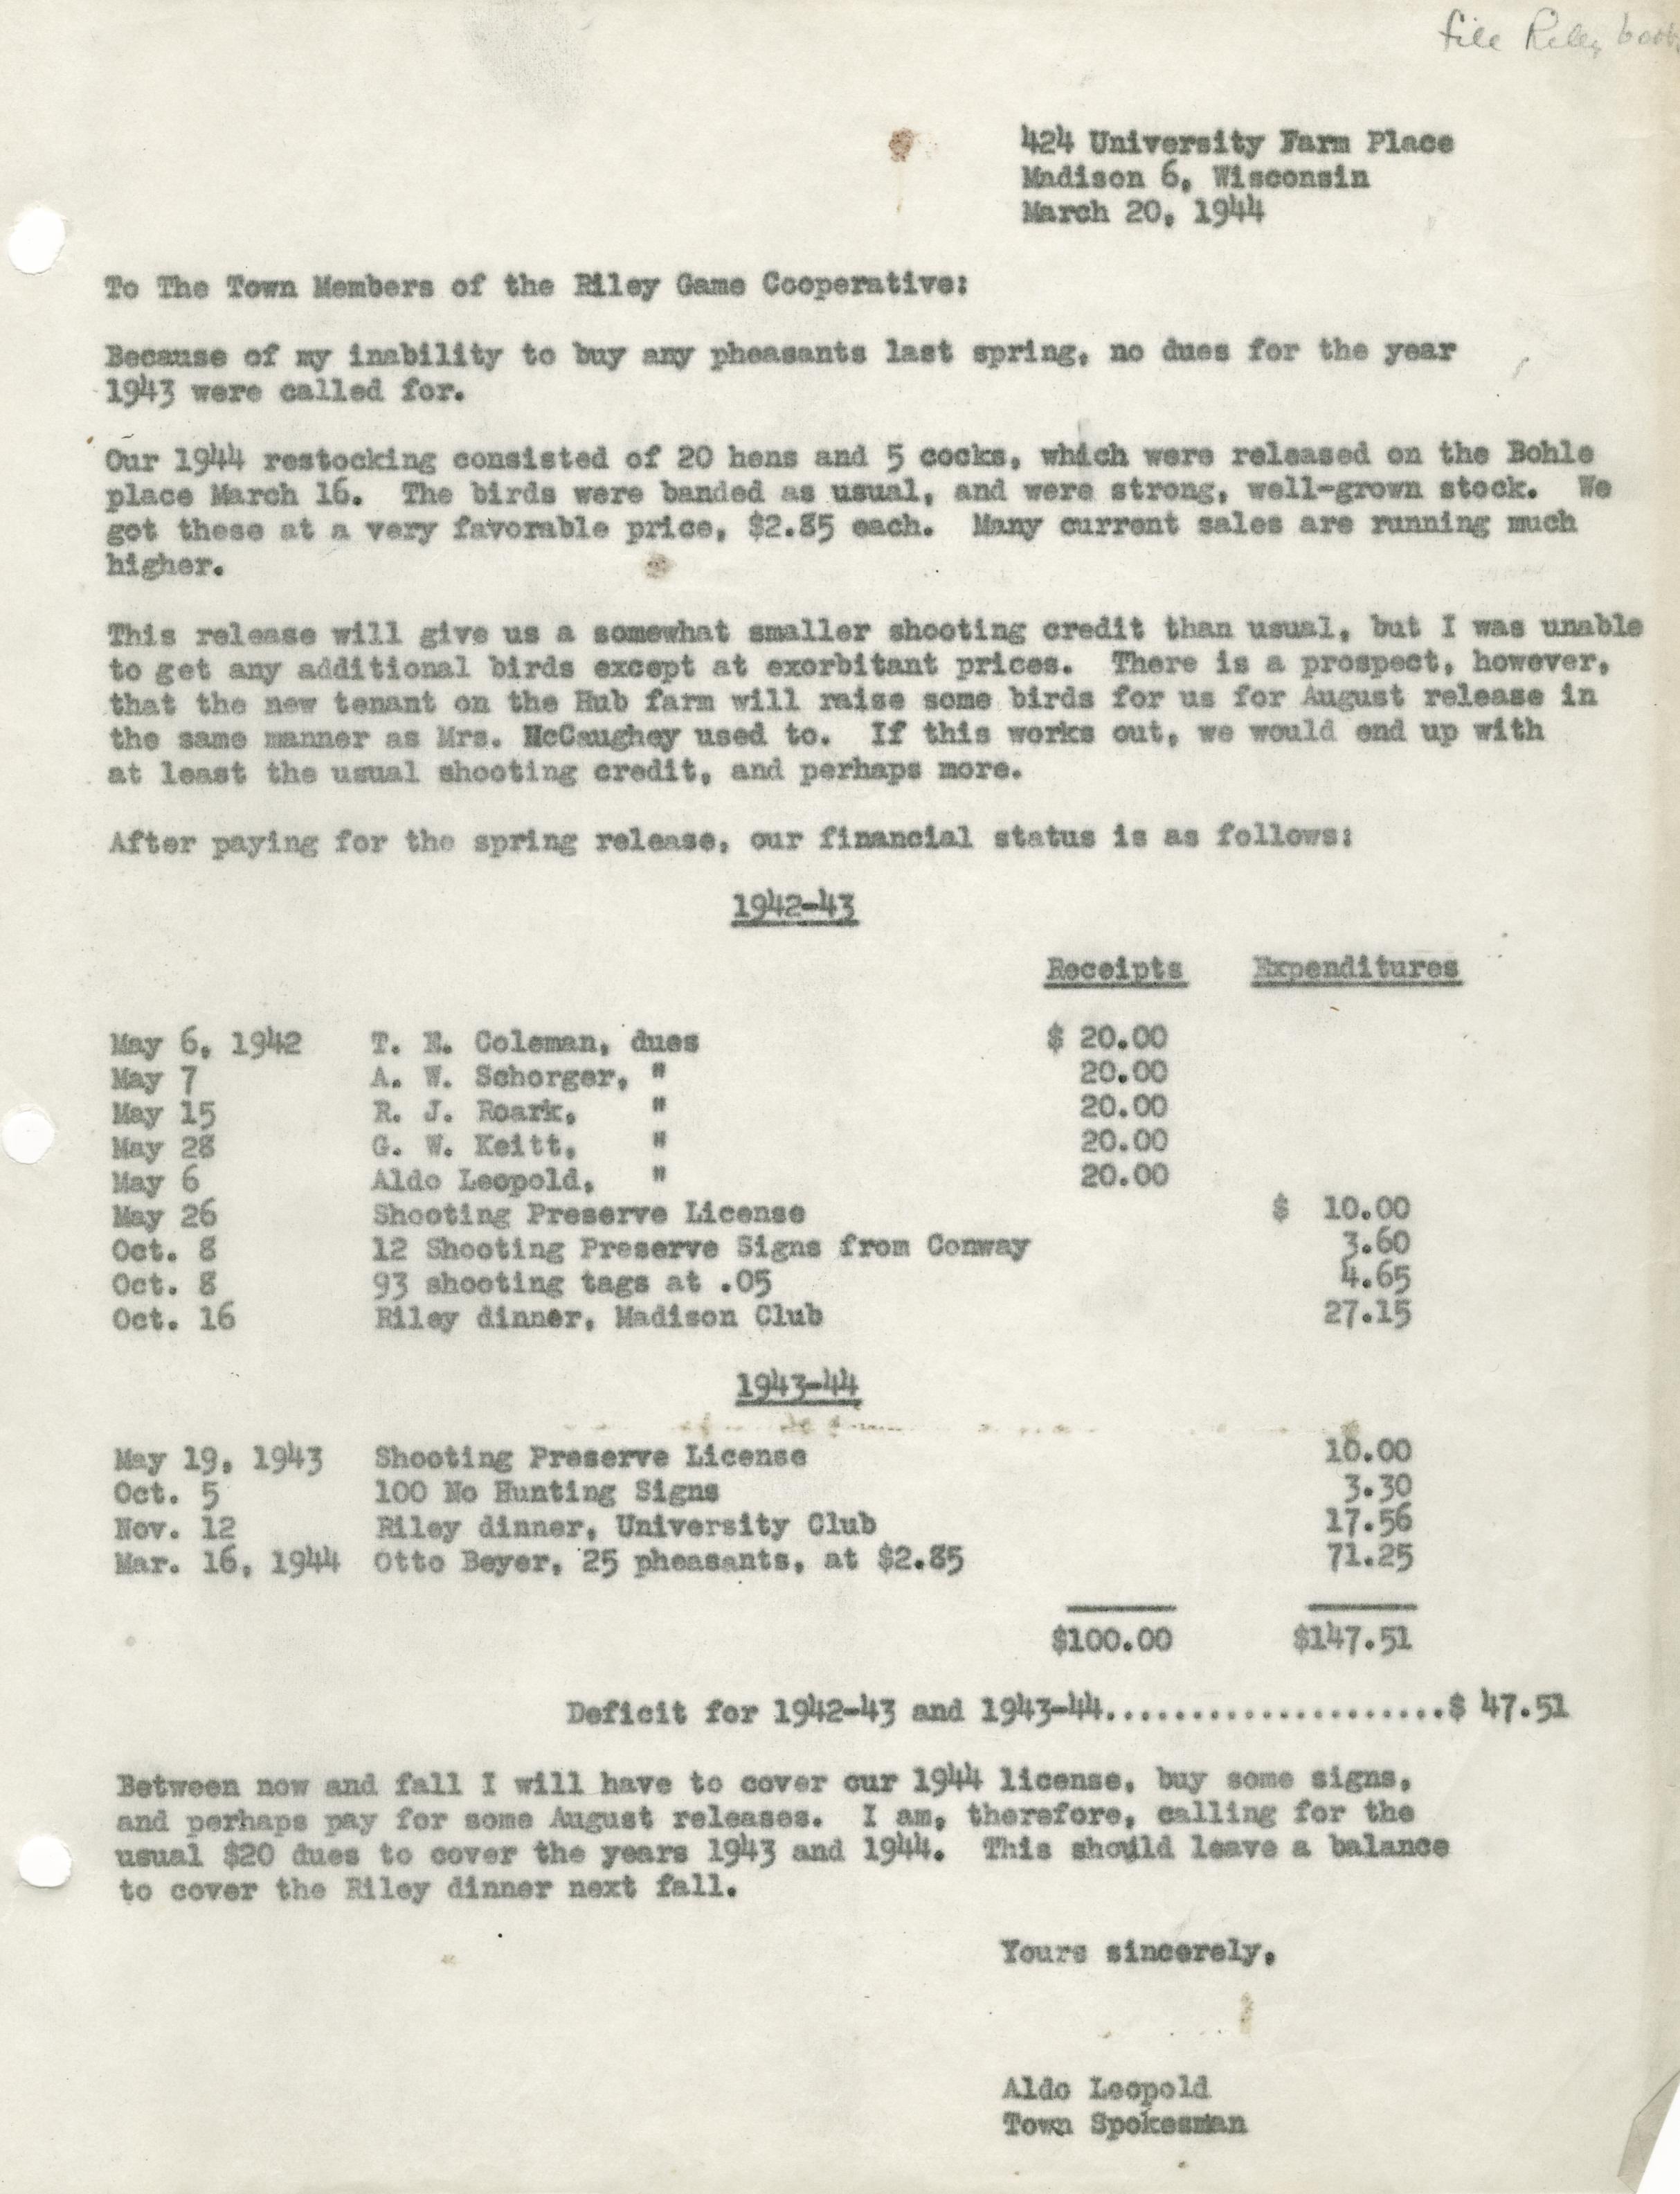 file Riley book
424 University Farm Place
Madison 6, Wisconsin
March 20, 1944
To The Town Members of the Riley Game Cooperative:
Because of my inability to buy any pheasants last spring, no dues for the year
1943 were called for.
Our 1944 restocking consisted of 20 hens and 5 cocks, which were released on the Bohle
place March 16. The birds were banded as usual, and were strong, well-grown stock. We
got these at a very favorable price, $2.85 each. Many current sales are running much
higher.
This release will give us a somewhat smaller shooting credit than usual, but I was unable
to get any additional birds except at exorbitant prices. There is a prospect, however,
that the new tenant on the Hub farm will raise some birds for us for August release in
the same manner as Mrs. McCaughey used to. If this works out, we would end up with
at least the usual shooting credit, and perhaps more.
After paying for the spring release, our financial status is as follows:
1942-43
Receipts Expenditures
May 6, 1942 T. E. Coleman, dues $ 20.00
May 7 A. W. Schorger, " 20.00
May 15 R. J. Roark, " 20.00
May 28 G. W. Keitt, " 20.00
May 6 Aldo Leopold, " 20.00
May 26 Shooting Preserve License $ 10.00
Oct. 8 12 Shooting Preserve Signs from Conway 3.60
Oct. 8 93 shooting tags at .05 4.65
Oct. 16 Riley dinner, Madison Club 27.15
1943-44
May 19, 1943 Shooting Preserve License 10.00
Oct. 5 100 No Hunting Signs 3.30
Nov. 12 Riley dinner, University Club 17.56
Mar. 16, 1944 Otto Beyer, 25 pheasants, at $2.85 71.25
$100.00 $147.51
Deficit for 1942-43 and 1943-44....................$ 47.51
Between now and fall I will have to cover our 1944 license, buy some signs,
and perhaps pay for some August releases. I am, therefore, calling for the
usual $20 dues to cover the years 1943 and 1944. This should leave a balance
to cover the Riley dinner next fall.
Yours sincerely,
Aldo Leopold
Town Spokesman